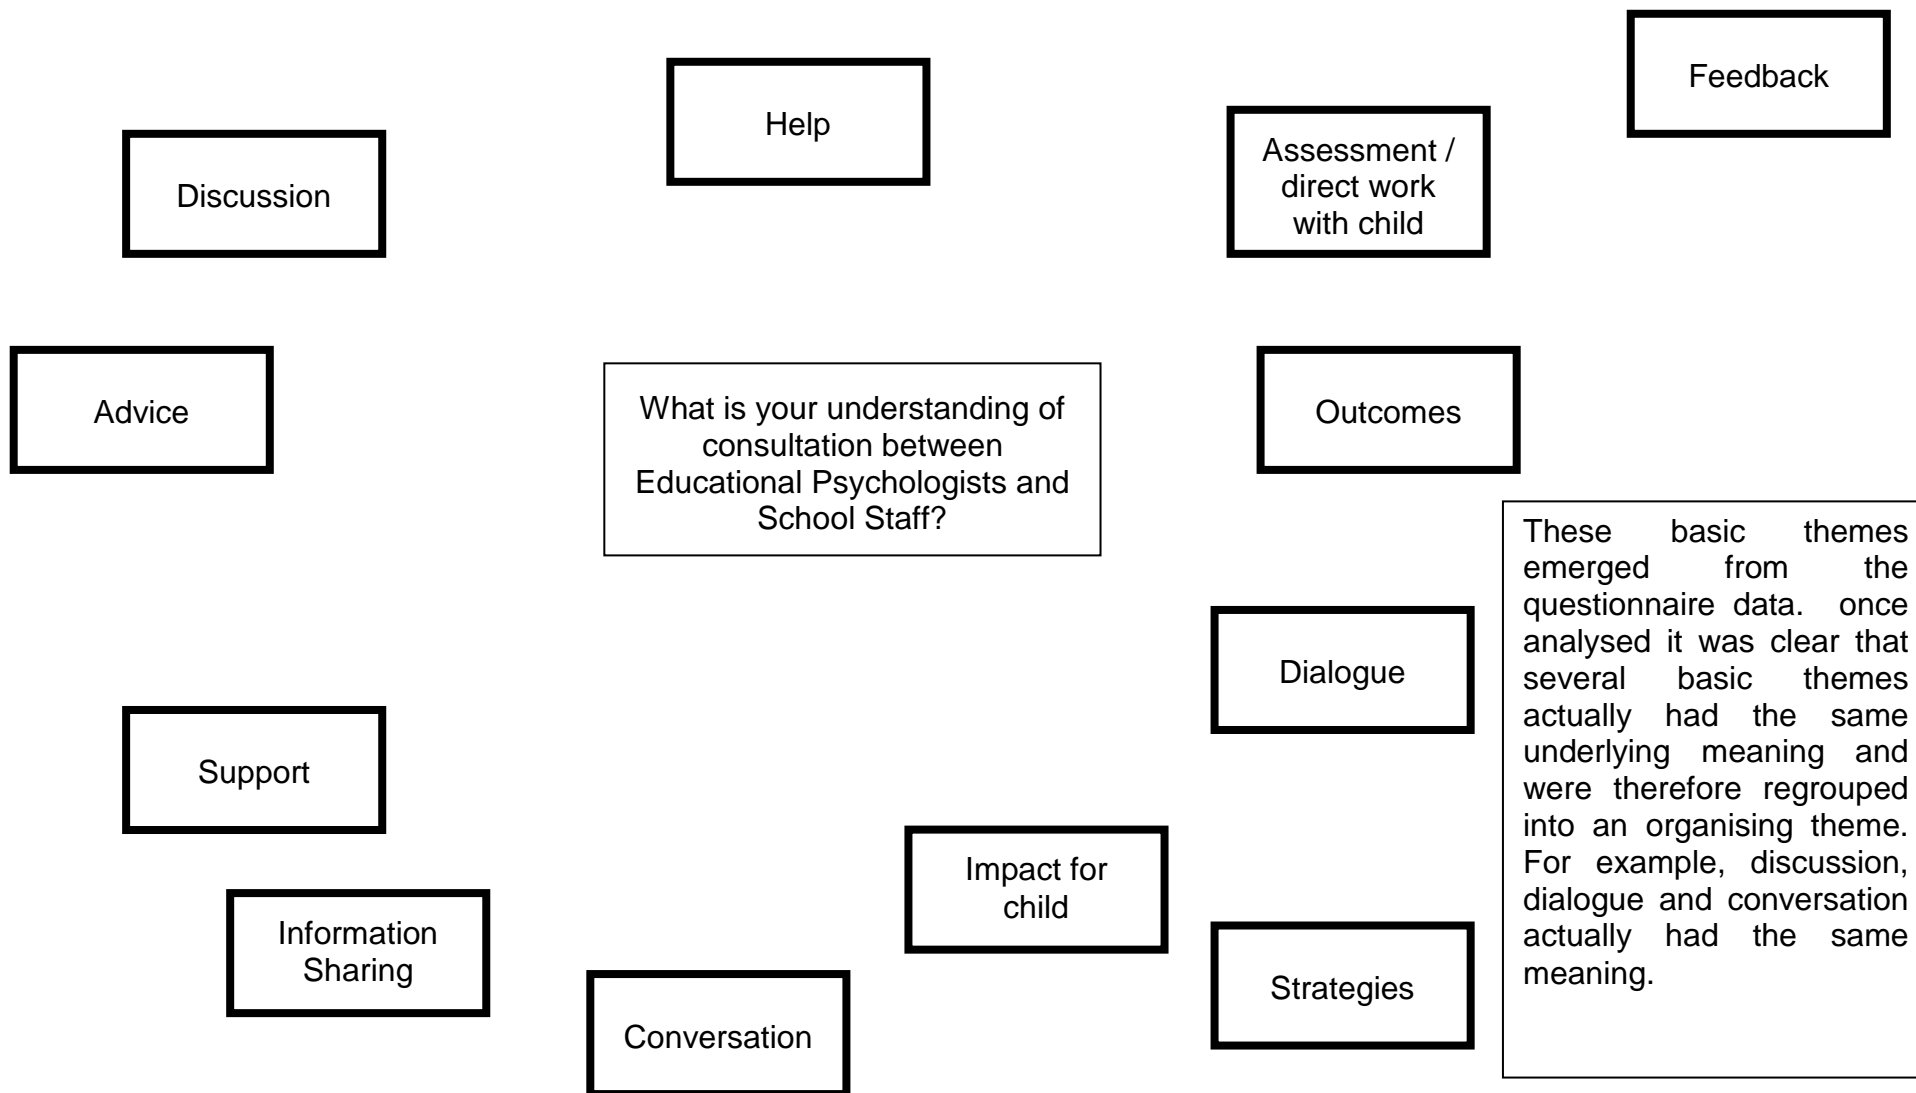 Feedback
Help
Assessment /
direct work
with child
Discussion
Advice
What is your understanding of
consultation between
Educational Psychologists and
School Staff?
Outcomes
These basic themes
emerged from the
questionnaire data. once
analysed it was clear that
several basic themes
actually had the same
underlying meaning and
were therefore regrouped
into an organising theme.
For example, discussion,
dialogue and conversation
actually had the same
meaning.
Dialogue
Support
Impact for
child
Information
Sharing
Strategies
Conversation